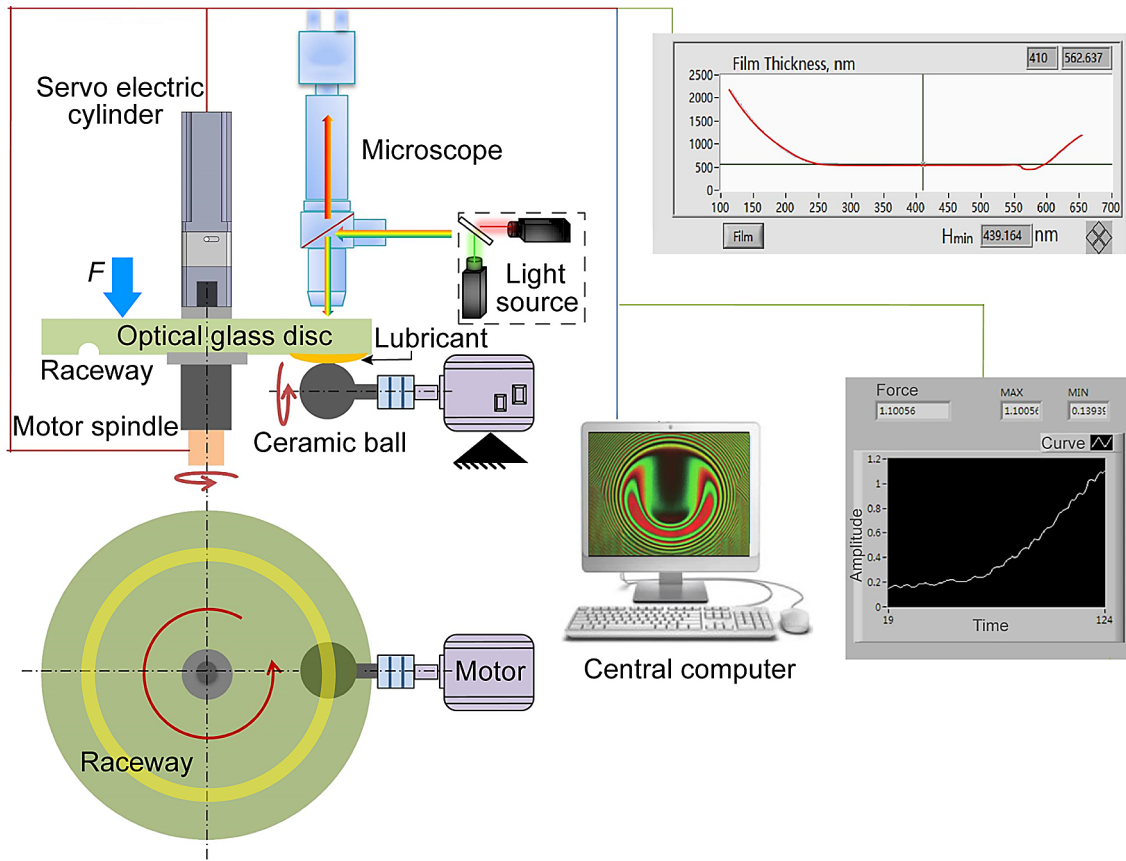 Servo electric
cylinder
Microscope
F
Light
source
Optical glass disc
Lubricant
Raceway
Motor spindle
Ceramic ball
Raceway
Motor
Central computer
Film Thickness, nm
410
562.637
2500
2000
1500
1000
500
0
100 150 200 250 300 350 400 450 500 550 600 650 700
Film
Hmin 439.164 nm
Force
MAX
MIN
1.10056
1.1005
0.1393
Curve
1.2
1
0.8
0.6
0.4
0.2
0
Amplitude
19
124
Time